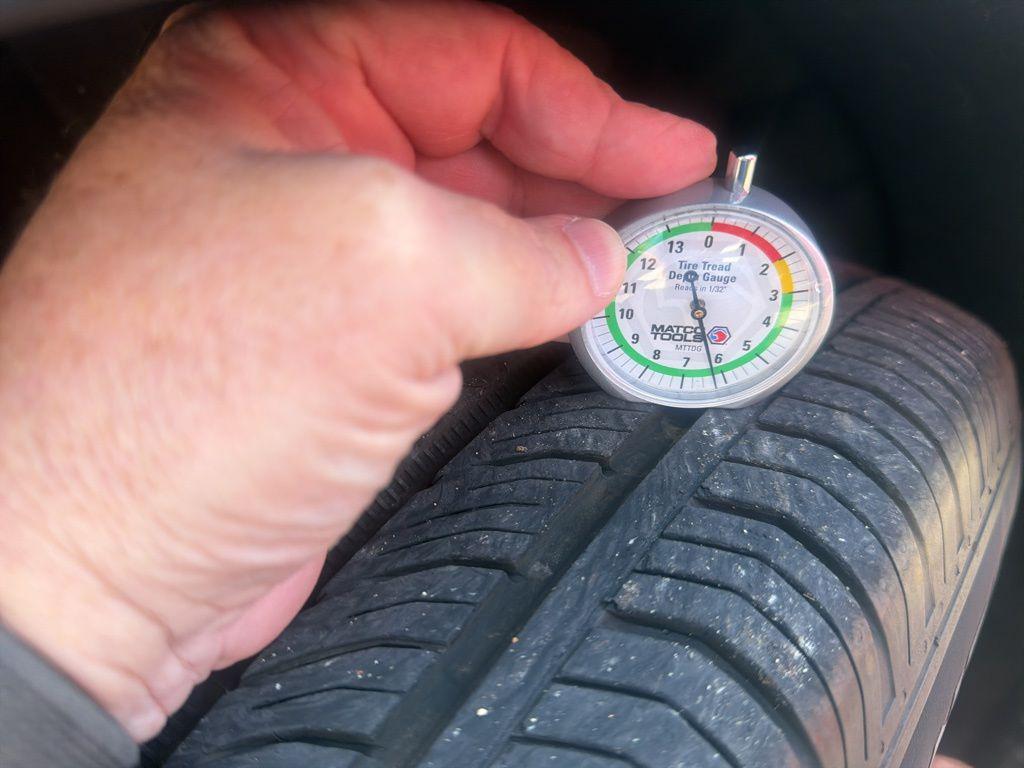 0
1
2
3
4
5
6
7
8
9
10
11
12
13
Tire Tread
Depth Gauge
Reads in 1/32"
MATCO
TOOLS
MTTDG